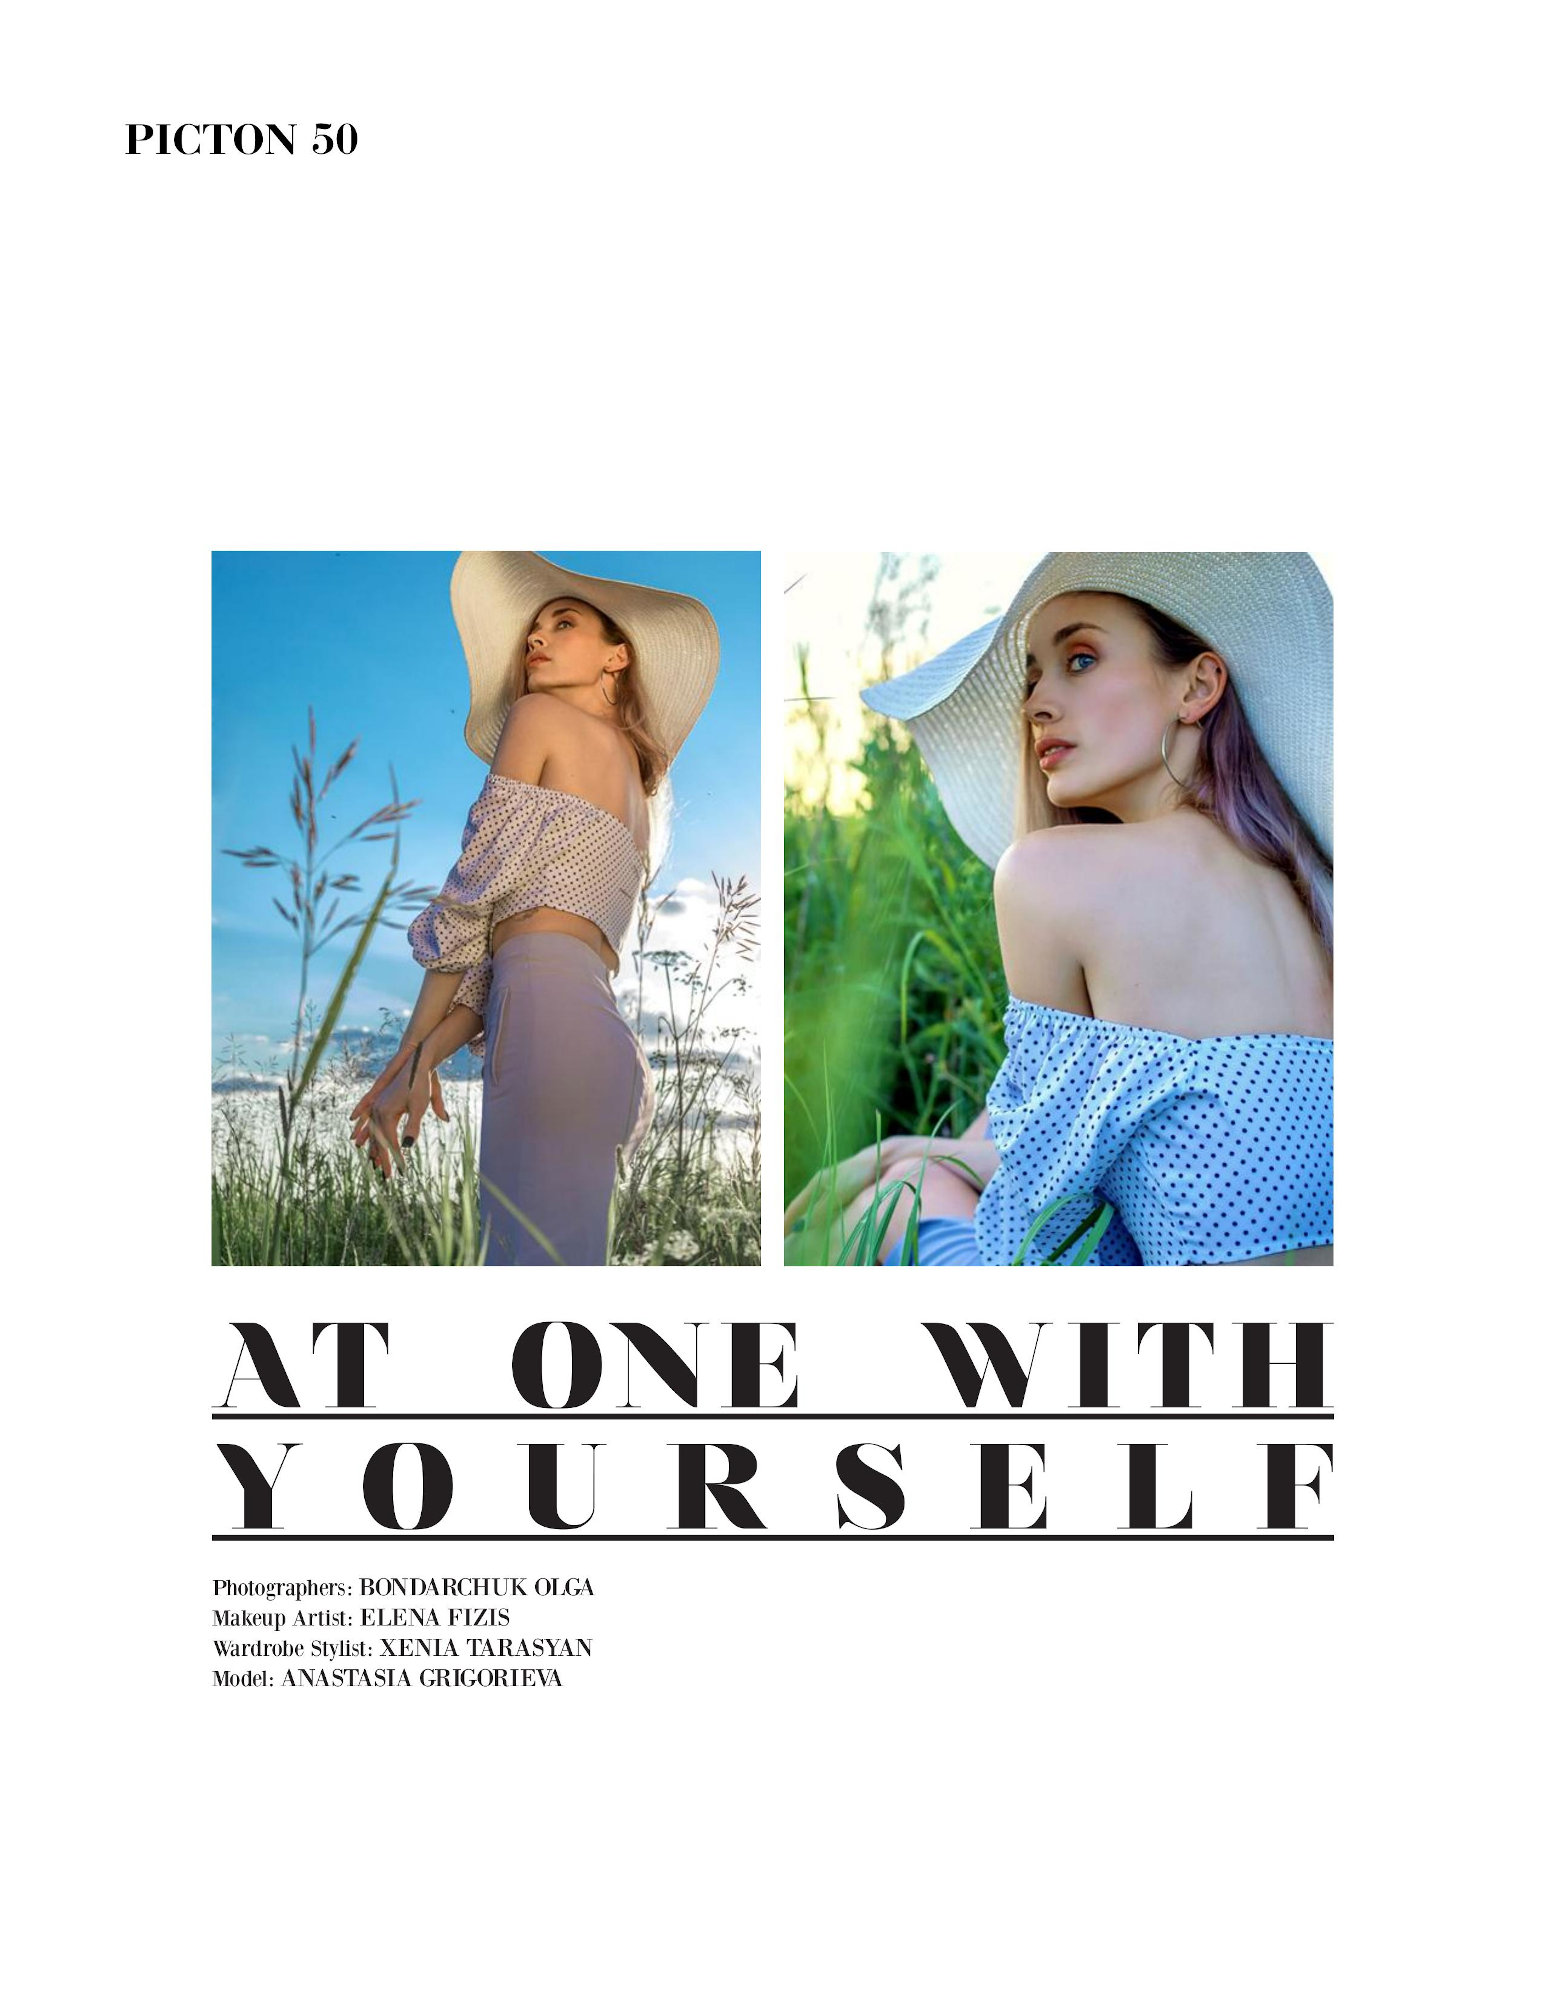 PICTON 50
AT ONE WITH
YOURSELF
Photographers: BONDARCHUK OLGA
Makeup Artist: ELENA FIZIS
Wardrobe Stylist: XENIA TARASYAN
Model: ANASTASIA GRIGORIEVA